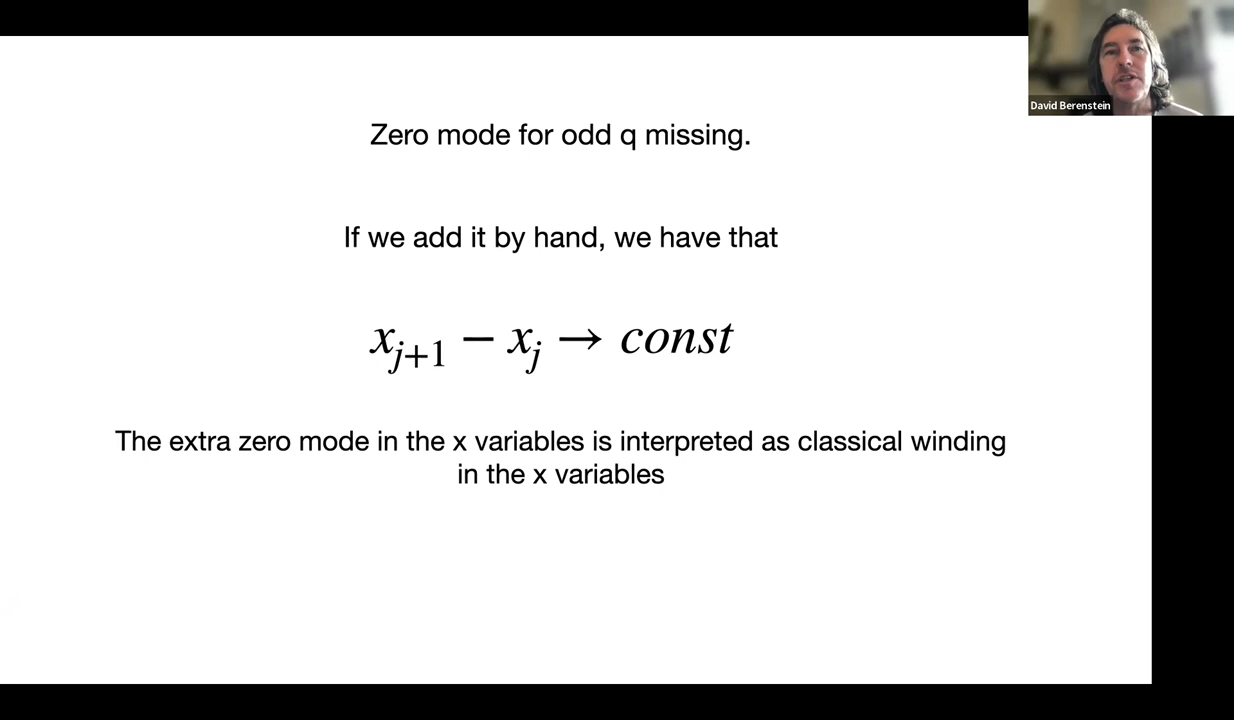 David Berenstein
Zero mode for odd q missing.
If we add it by hand, we have that
x_{j+1} − x_j → const
The extra zero mode in the x variables is interpreted as classical winding
in the x variables